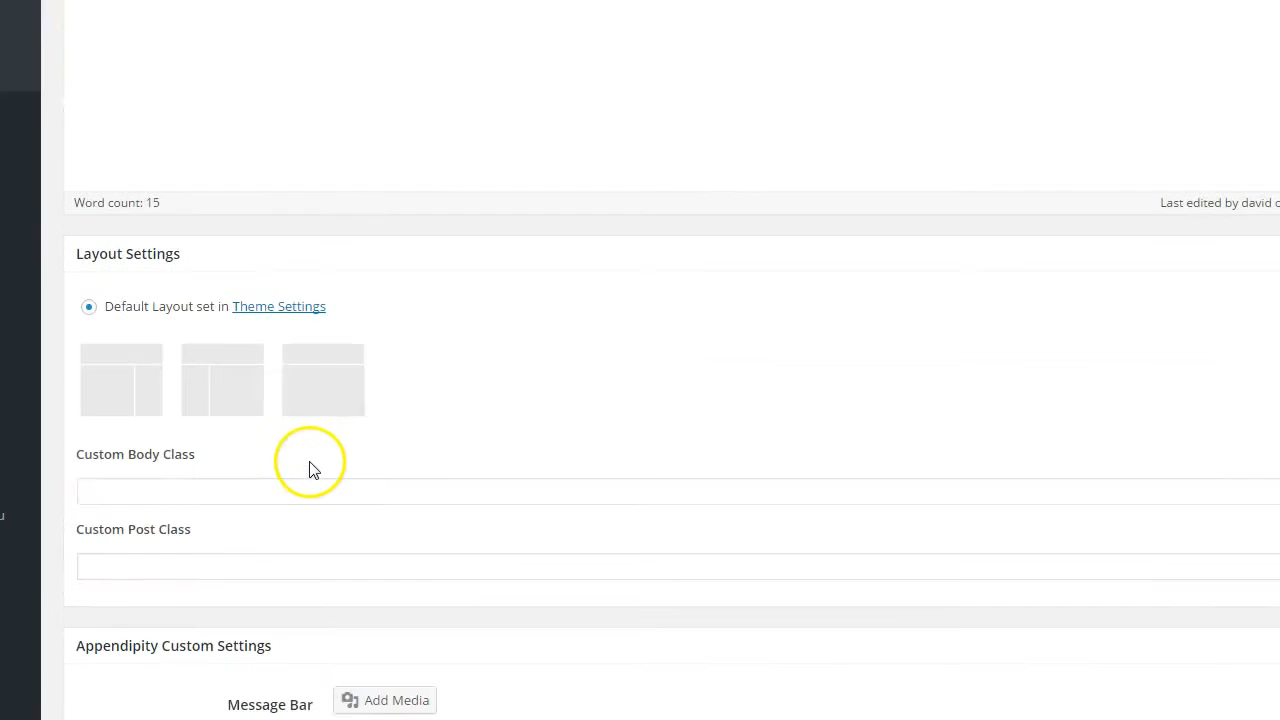 Word count: 15
Last edited by david
Layout Settings
Default Layout set in Theme Settings
Custom Body Class
u
Custom Post Class
Appendipity Custom Settings
Message Bar
Add Media